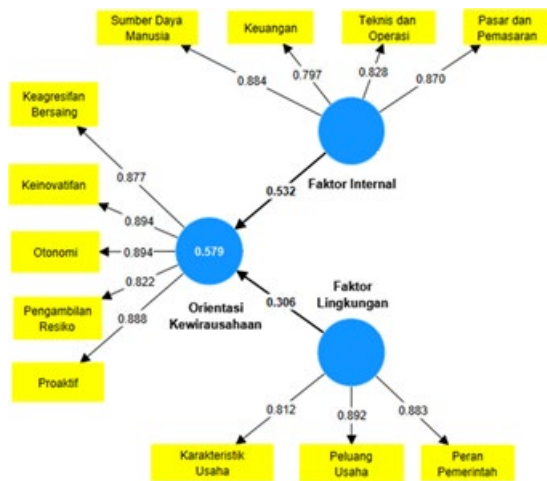 Sumber Daya
Manusia
Keuangan
Teknis dan
Operasi
Pasar dan
Pemasaran
0.884
0.797
0.828
0.870
Faktor Internal
Keagresifan
Bersaing
Keinovatifan
Otonomi
Pengambilan
Resiko
Proaktif
0.877
0.894
0.894
0.822
0.888
0.579
Orientasi
Kewirausahaan
0.532
0.306
Faktor
Lingkungan
0.812
0.892
0.883
Karakteristik
Usaha
Peluang
Usaha
Peran
Pemerintah